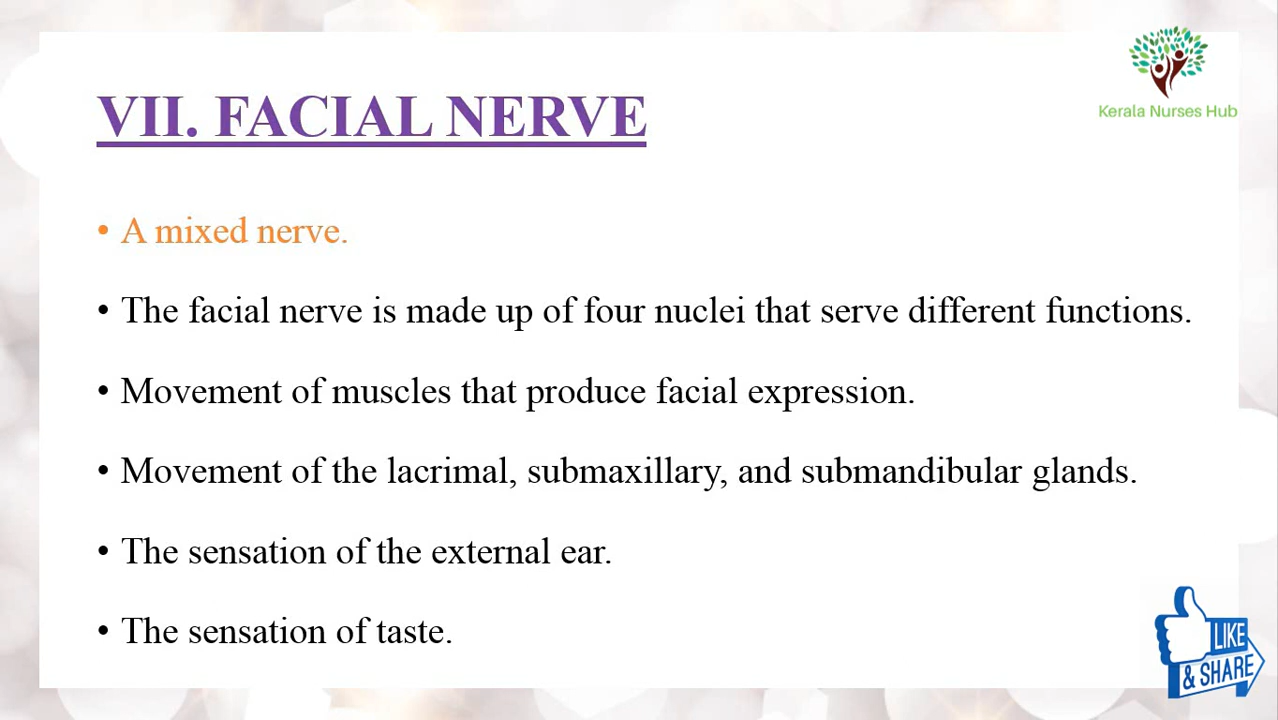 Kerala Nurses Hub
VII. FACIAL NERVE
• A mixed nerve.
• The facial nerve is made up of four nuclei that serve different functions.
• Movement of muscles that produce facial expression.
• Movement of the lacrimal, submaxillary, and submandibular glands.
• The sensation of the external ear.
• The sensation of taste.
LIKE
& SHARE